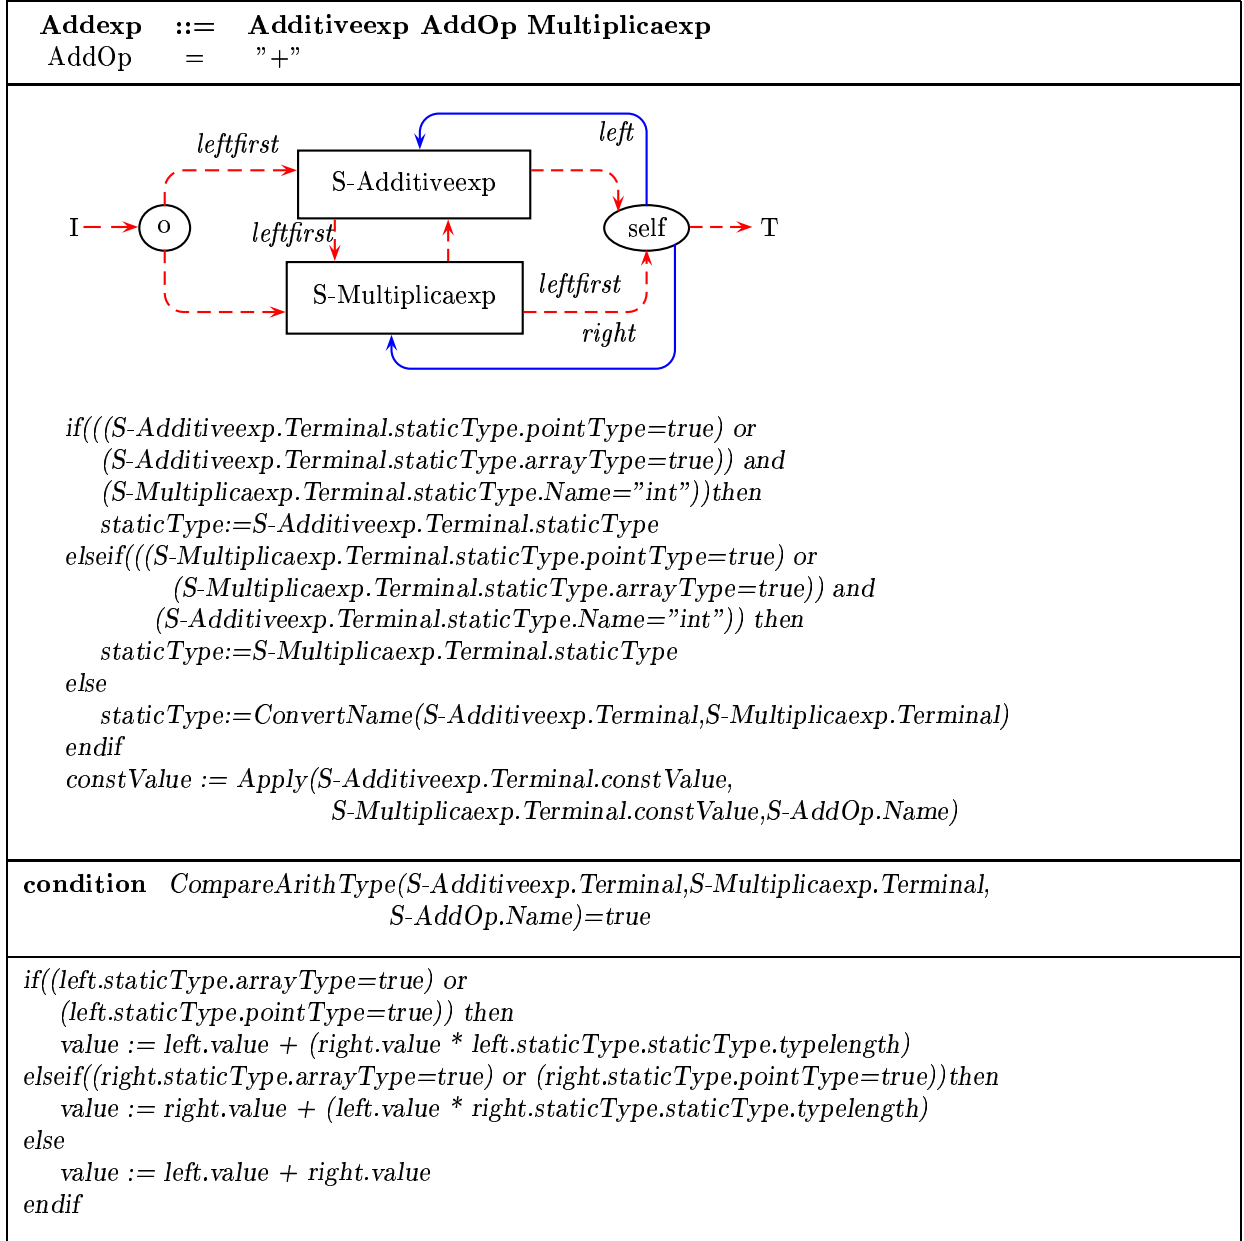 Addexp ::= Additiveexp AddOp Multiplicaexp
AddOp = ”+”
left
leftfirst
S-Additiveexp
I
o
self
T
leftfirst
S-Multiplicaexp
leftfirst
right
if(((S-Additiveexp.Terminal.staticType.pointType=true) or
(S-Additiveexp.Terminal.staticType.arrayType=true)) and
(S-Multiplicaexp.Terminal.staticType.Name=”int”))then
staticType:=S-Additiveexp.Terminal.staticType
elseif(((S-Multiplicaexp.Terminal.staticType.pointType=true) or
(S-Multiplicaexp.Terminal.staticType.arrayType=true)) and
(S-Additiveexp.Terminal.staticType.Name=”int”)) then
staticType:=S-Multiplicaexp.Terminal.staticType
else
staticType:=ConvertName(S-Additiveexp.Terminal,S-Multiplicaexp.Terminal)
endif
constValue := Apply(S-Additiveexp.Terminal.constValue,
S-Multiplicaexp.Terminal.constValue,S-AddOp.Name)
condition CompareArithType(S-Additiveexp.Terminal,S-Multiplicaexp.Terminal,
S-AddOp.Name)=true
if((left.staticType.arrayType=true) or
(left.staticType.pointType=true)) then
value := left.value + (right.value * left.staticType.staticType.typelength)
elseif((right.staticType.arrayType=true) or (right.staticType.pointType=true))then
value := right.value + (left.value * right.staticType.staticType.typelength)
else
value := left.value + right.value
endif